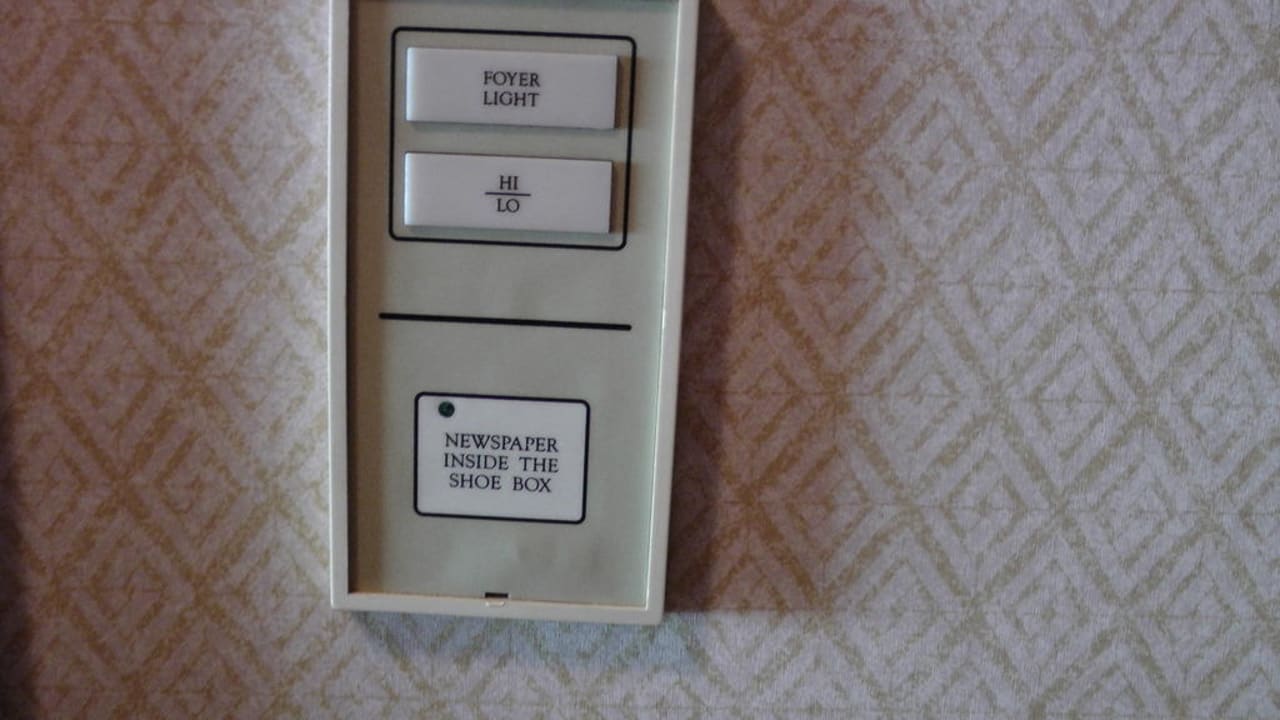 FOYER
LIGHT
HI
LO
NEWSPAPER
INSIDE THE
SHOE BOX